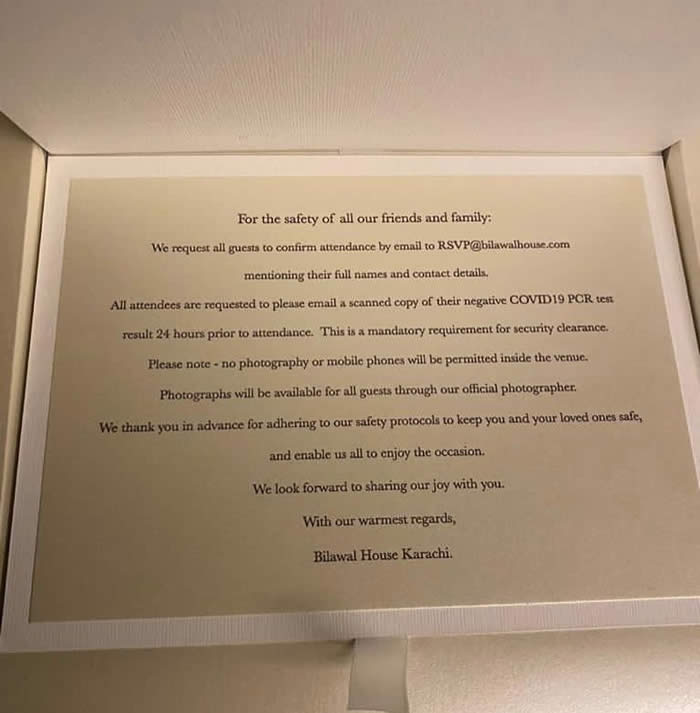 For the safety of all our friends and family:
We request all guests to confirm attendance by email to RSVP@bilawalhouse.com
mentioning their full names and contact details.
All attendees are requested to please email a scanned copy of their negative COVID19 PCR test
result 24 hours prior to attendance. This is a mandatory requirement for security clearance.
Please note - no photography or mobile phones will be permitted inside the venue.
Photographs will be available for all guests through our official photographer.
We thank you in advance for adhering to our safety protocols to keep you and your loved ones safe,
and enable us all to enjoy the occasion.
We look forward to sharing our joy with you.
With our warmest regards,
Bilawal House Karachi.